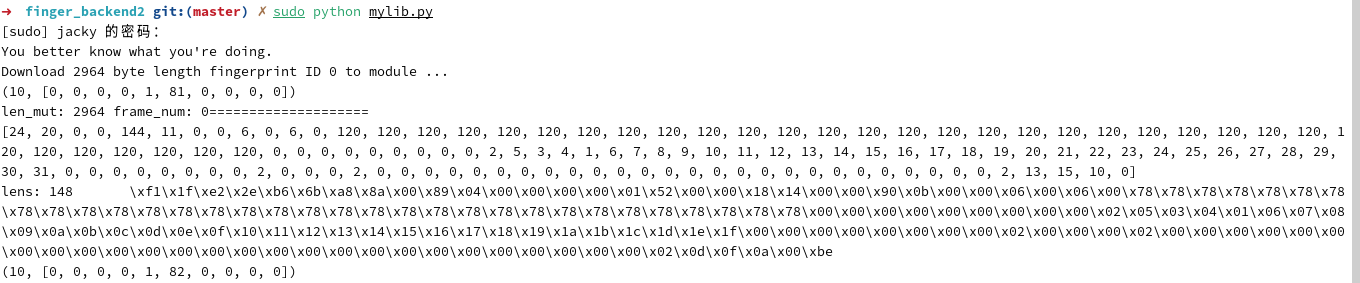 →  finger_backend2 git:(master) ✗ sudo python mylib.py
[sudo] jacky 的密码：
You better know what you're doing.
Download 2964 byte length fingerprint ID 0 to module ...
(10, [0, 0, 0, 0, 1, 81, 0, 0, 0, 0])
len_mut: 2964 frame_num: 0====================
[24, 20, 0, 0, 144, 11, 0, 0, 6, 0, 6, 0, 120, 120, 120, 120, 120, 120, 120, 120, 120, 120, 120, 120, 120, 120, 120, 120, 120, 120, 120, 120, 120, 120, 120, 120, 120, 1
20, 120, 120, 120, 120, 120, 120, 0, 0, 0, 0, 0, 0, 0, 0, 0, 0, 2, 5, 3, 4, 1, 6, 7, 8, 9, 10, 11, 12, 13, 14, 15, 16, 17, 18, 19, 20, 21, 22, 23, 24, 25, 26, 27, 28, 29,
30, 31, 0, 0, 0, 0, 0, 0, 0, 0, 0, 2, 0, 0, 0, 2, 0, 0, 0, 0, 0, 0, 0, 0, 0, 0, 0, 0, 0, 0, 0, 0, 0, 0, 0, 0, 0, 0, 0, 0, 0, 0, 0, 0, 0, 0, 0, 2, 13, 15, 10, 0]
lens: 148       \xf1\x1f\xe2\x2e\xb6\x6b\xa8\x8a\x00\x89\x04\x00\x00\x00\x00\x01\x52\x00\x00\x18\x14\x00\x00\x90\x0b\x00\x00\x06\x00\x06\x00\x78\x78\x78\x78\x78\x78\x78
\x78\x78\x78\x78\x78\x78\x78\x78\x78\x78\x78\x78\x78\x78\x78\x78\x78\x78\x78\x78\x78\x78\x78\x78\x78\x00\x00\x00\x00\x00\x00\x00\x00\x00\x00\x02\x05\x03\x04\x01\x06\x07\x08
\x09\x0a\x0b\x0c\x0d\x0e\x0f\x10\x11\x12\x13\x14\x15\x16\x17\x18\x19\x1a\x1b\x1c\x1d\x1e\x1f\x00\x00\x00\x00\x00\x00\x00\x00\x00\x02\x00\x00\x00\x02\x00\x00\x00\x00\x00\x00
\x00\x00\x00\x00\x00\x00\x00\x00\x00\x00\x00\x00\x00\x00\x00\x00\x00\x00\x00\x00\x00\x00\x00\x00\x00\x02\x0d\x0f\x0a\x00\xbe
(10, [0, 0, 0, 0, 1, 82, 0, 0, 0, 0])